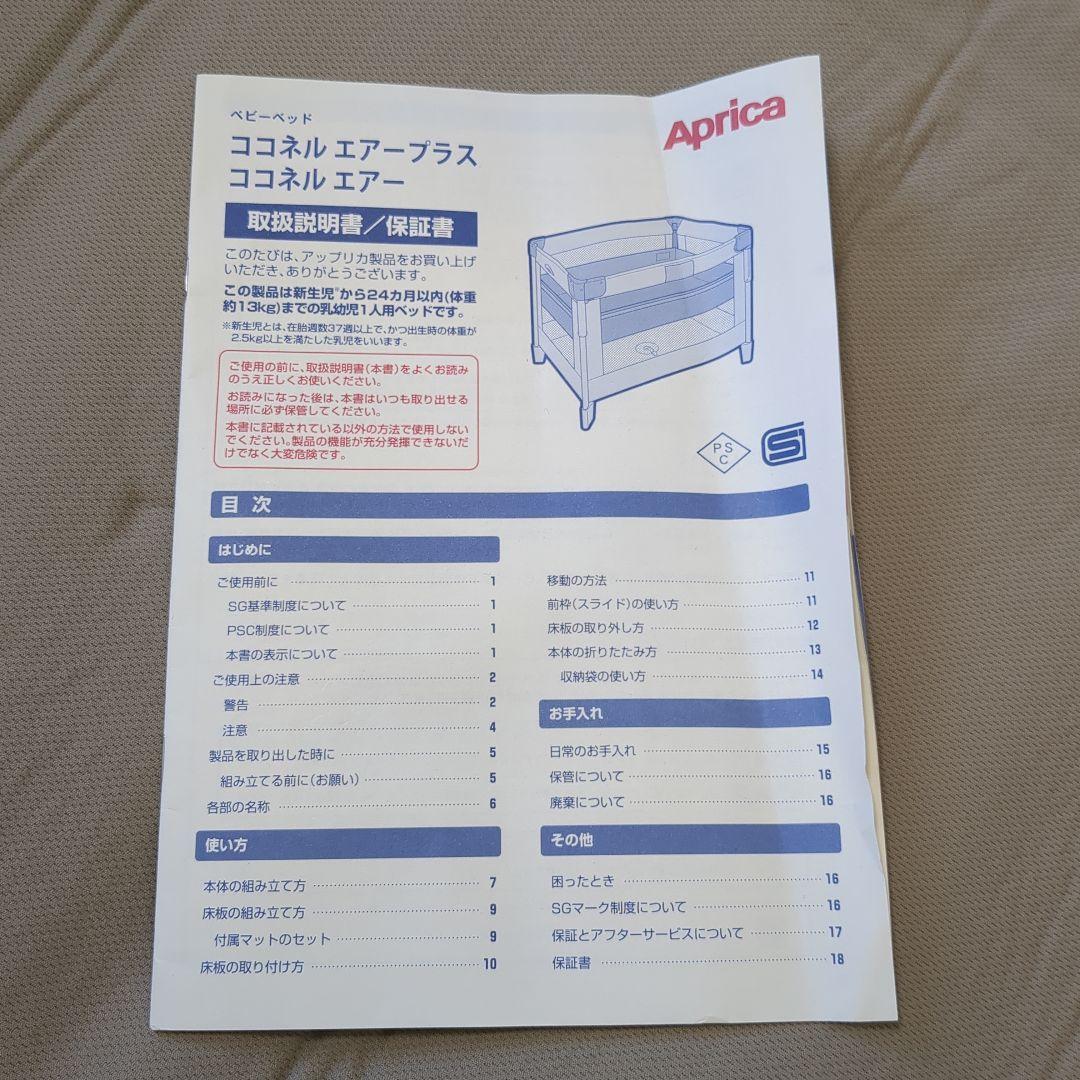 ベビーベッド
ココネル エアープラス
ココネル エアー
Aprica
取扱説明書／保証書
このたびは、アップリカ製品をお買い上げ
いただき、ありがとうございます。
この製品は新生児※から24カ月以内(体重
約13kg)までの乳幼児1人用ベッドです。
※新生児とは、在胎週数37週以上で、かつ出生時の体重が
2.5kg以上を満たした乳児をいいます。
ご使用の前に、取扱説明書(本書)をよくお読み
のうえ正しくお使いください。
お読みになった後は、本書はいつも取り出せる
場所に必ず保管してください。
本書に記載されている以外の方法で使用しない
でください。製品の機能が充分発揮できないだ
けでなく大変危険です。
PS
C
S
目 次
はじめに
ご使用前に 1
SG基準制度について 1
PSC制度について 1
本書の表示について 1
ご使用上の注意 2
警告 2
注意 4
製品を取り出した時に 5
組み立てる前に(お願い) 5
各部の名称 6
使い方
本体の組み立て方 7
床板の組み立て方 9
付属マットのセット 9
床板の取り付け方 10
移動の方法 11
前枠(スライド)の使い方 11
床板の取り外し方 12
本体の折りたたみ方 13
収納袋の使い方 14
お手入れ
日常のお手入れ 15
保管について 16
廃棄について 16
その他
困ったとき 16
SGマーク制度について 16
保証とアフターサービスについて 17
保証書 18